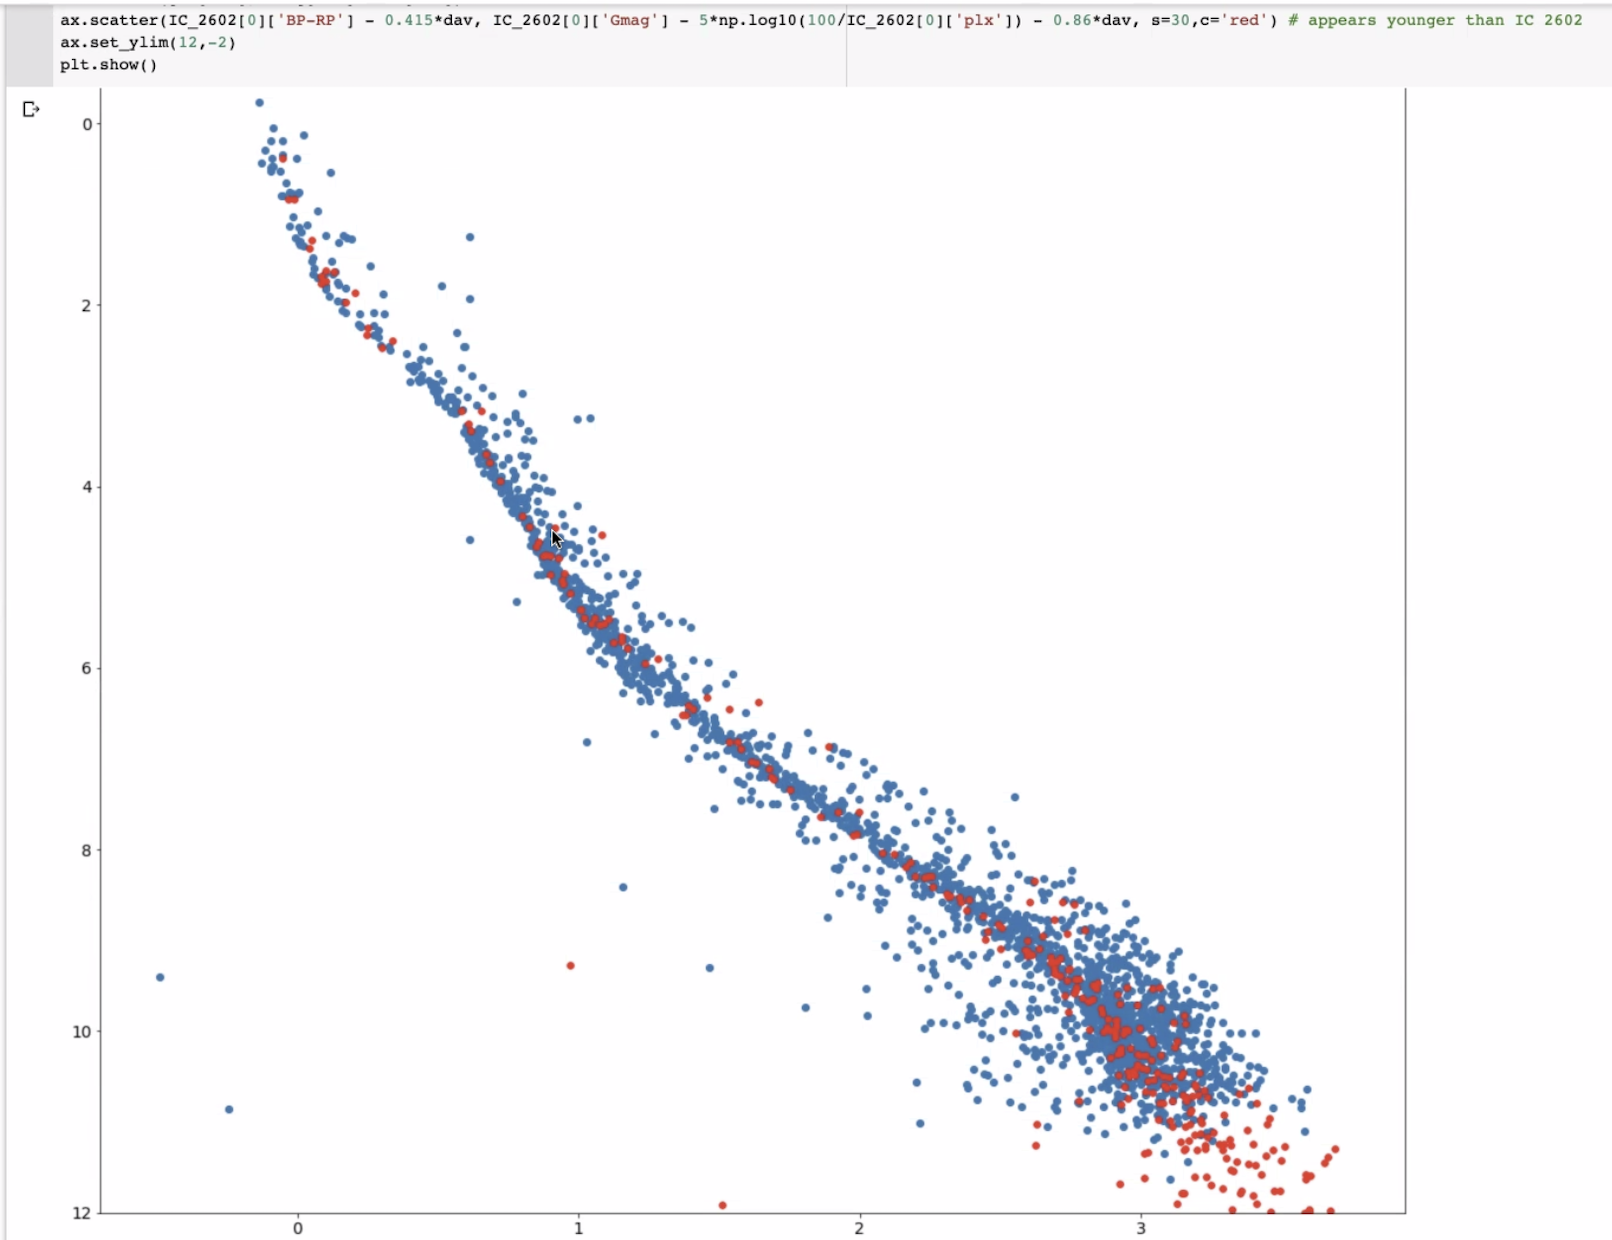 ax.scatter(IC_2602[0]['BP-RP'] - 0.415*dav, IC_2602[0]['Gmag'] - 5*np.log10(100/IC_2602[0]['plx']) - 0.86*dav, s=30,c='red') # appears younger than IC 2602
ax.set_ylim(12,-2)
plt.show()
0
2
4
6
8
10
12
0 1 2 3